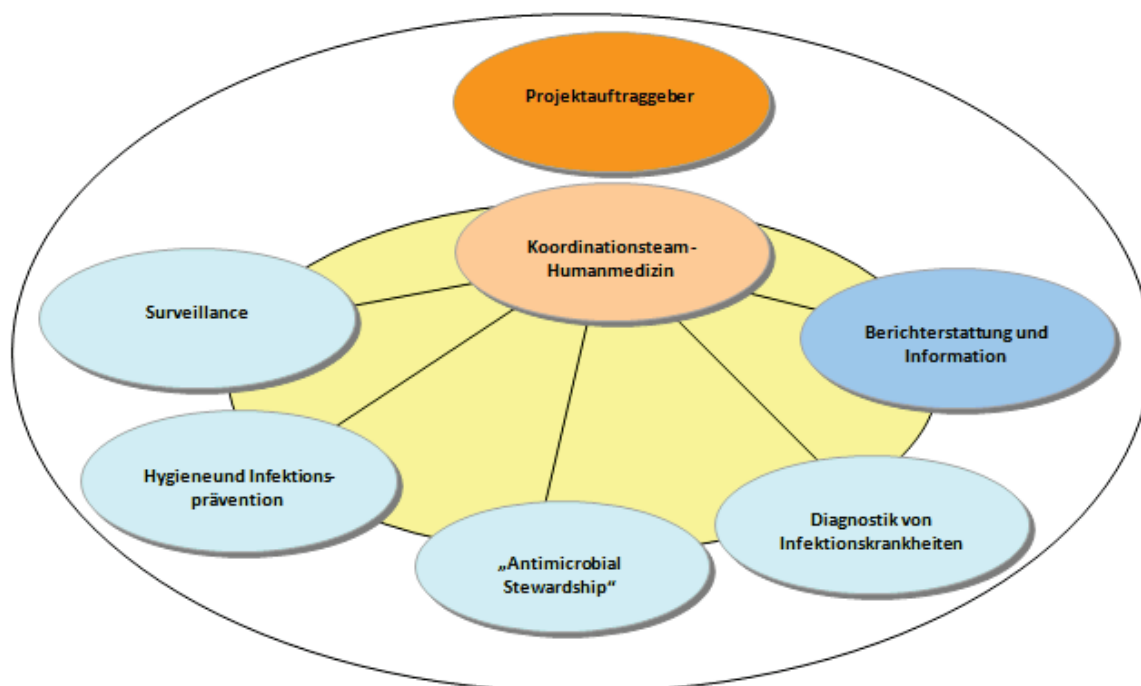 Projektauftraggeber
Koordinationsteam-
Humanmedizin
Surveillance
Berichterstattung und
Information
Hygieneund Infektions-
prävention
Diagnostik von
Infektionskrankheiten
„Antimicrobial
Stewardship“